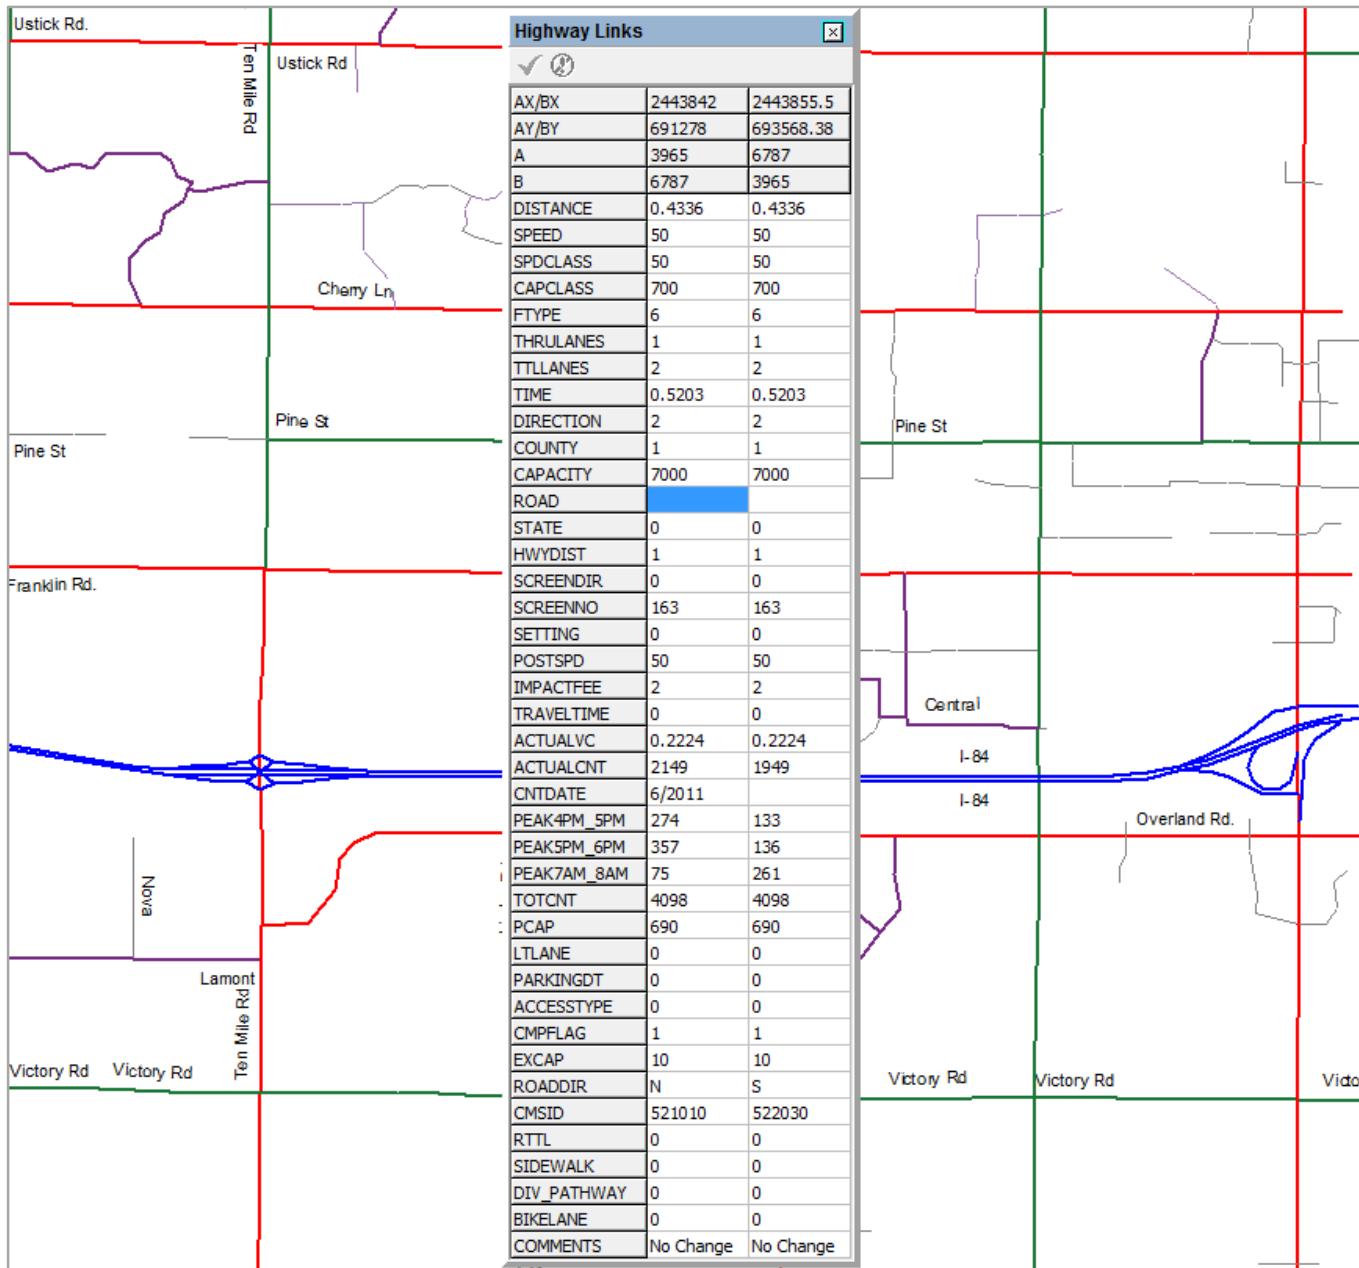 Ustick Rd.
Ten Mile Rd
Ustick Rd
Cherry Ln
Pine St
Pine St
Franklin Rd.
Nova
Lamont
Ten Mile Rd
Victory Rd
Victory Rd
Highway Links
AX/BX 2443842 2443855.5
AY/BY 691278 693568.38
A 3965 6787
B 6787 3965
DISTANCE 0.4336 0.4336
SPEED 50 50
SPDCLASS 50 50
CAPCLASS 700 700
FTYPE 6 6
THRULANES 1 1
TTLLANES 2 2
TIME 0.5203 0.5203
DIRECTION 2 2
COUNTY 1 1
CAPACITY 7000 7000
ROAD
STATE 0 0
HWYDIST 1 1
SCREENDIR 0 0
SCREENNO 163 163
SETTING 0 0
POSTSPD 50 50
IMPACTFEE 2 2
TRAVELTIME 0 0
ACTUALVC 0.2224 0.2224
ACTUALCNT 2149 1949
CNTDATE 6/2011
PEAK4PM_5PM 274 133
PEAK5PM_6PM 357 136
PEAK7AM_8AM 75 261
TOTCNT 4098 4098
PCAP 690 690
LTLANE 0 0
PARKINGDT 0 0
ACCESSTYPE 0 0
CMPFLAG 1 1
EXCAP 10 10
ROADDIR N S
CMSID 521010 522030
RTTL 0 0
SIDEWALK 0 0
DIV_PATHWAY 0 0
BIKELANE 0 0
COMMENTS No Change No Change
Pine St
Central
I-84
I-84
Overland Rd.
Victory Rd
Victory Rd
Victo